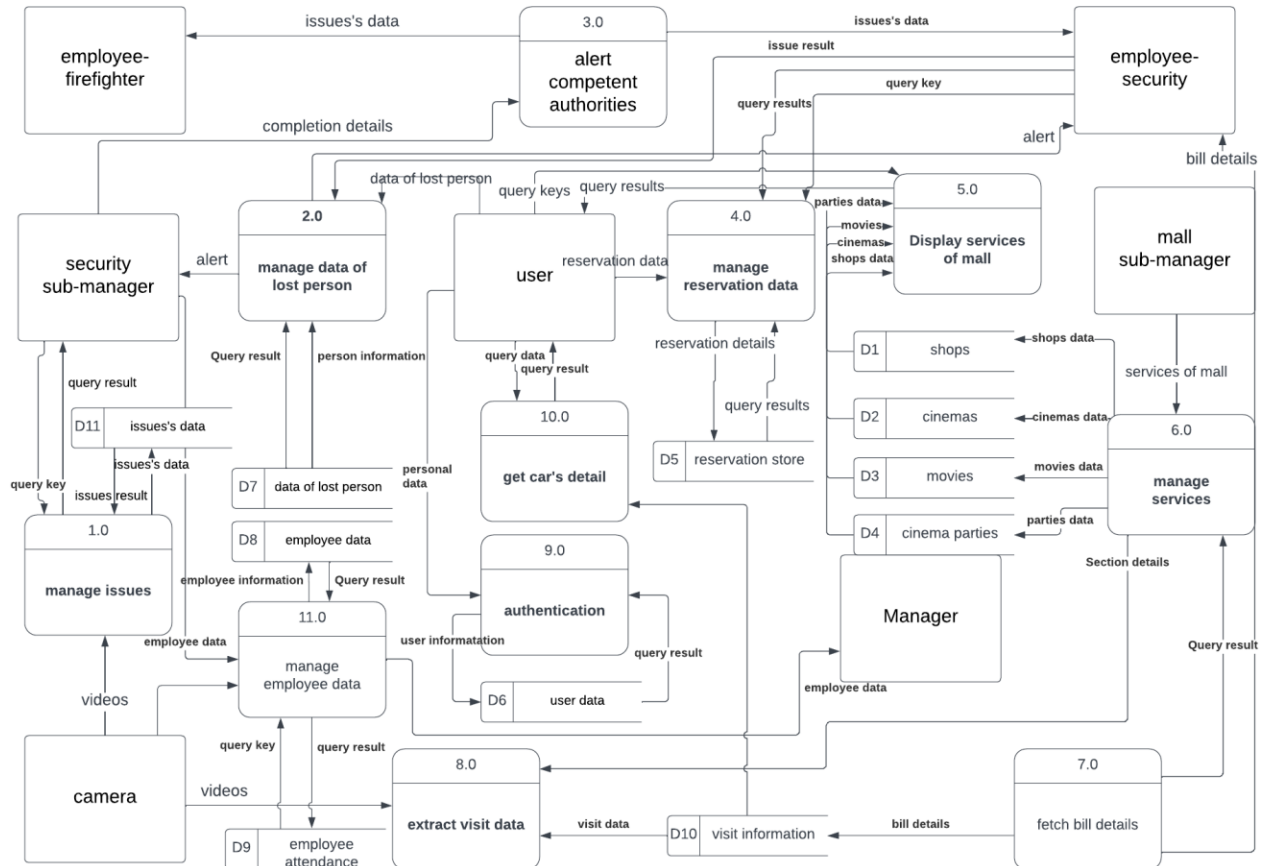 issues's data
3.0
issues's data
employee-
firefighter
alert
competent
authorities
issue result
employee-
security
query key
query results
completion details
alert
bill details
data of lost person
query keys
query results
5.0
2.0
4.0
parties data
movies
cinemas
shops data
Display services
of mall
mall
sub-manager
security
sub-manager
alert
manage data of
lost person
user
reservation data
manage
reservation data
Query result
person information
query data
query result
reservation details
D1
shops
shops data
services of mall
query result
D11
issues's data
10.0
query results
D2
cinemas
cinemas data
6.0
issues's data
personal
data
get car's detail
D5
reservation store
D3
movies
movies data
manage
services
query key
issues result
D7
data of lost person
1.0
D8
employee data
9.0
D4
cinema parties
parties data
Section details
manage issues
employee information
Query result
authentication
11.0
Manager
employee data
user informatation
query result
Query result
manage
employee data
D6
user data
employee data
videos
query key
query result
8.0
7.0
camera
videos
extract visit data
visit data
D10
visit information
bill details
fetch bill details
D9
employee
attendance